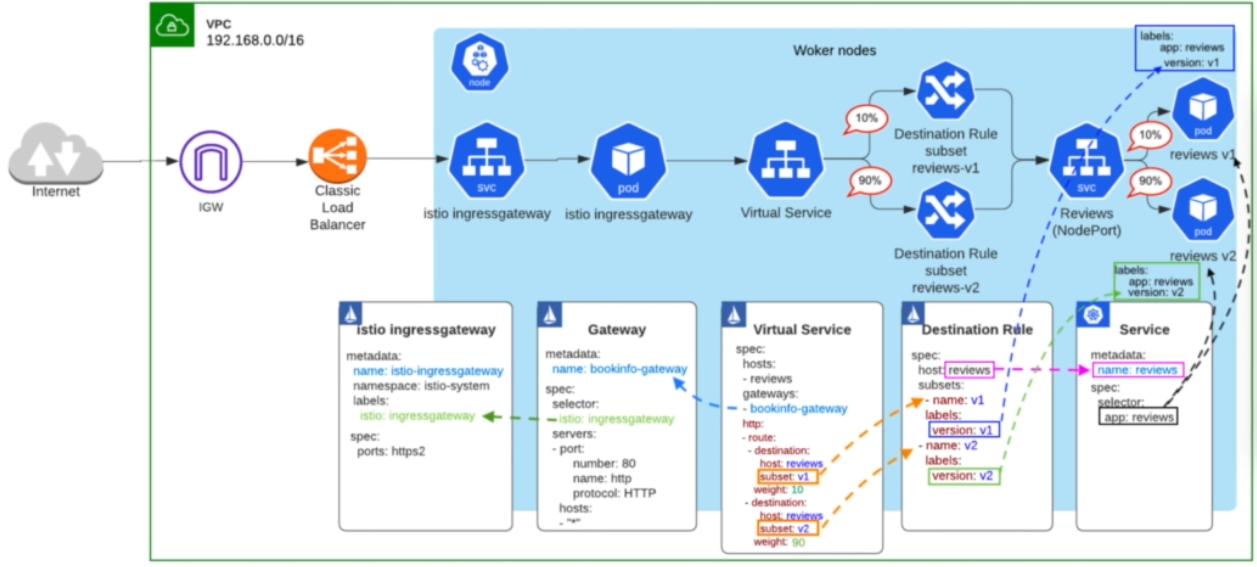 VPC
192.168.0.0/16
Woker nodes
node
labels:
app: reviews
version: v1
Internet
IGW
Classic
Load
Balancer
svc
istio ingressgateway
pod
istio ingressgateway
Virtual Service
10%
90%
Destination Rule
subset
reviews-v1
Destination Rule
subset
reviews-v2
svc
Reviews
(NodePort)
10%
90%
pod
reviews v1
pod
reviews v2
labels:
app: reviews
version: v2
istio ingressgateway
metadata:
name: istio-ingressgateway
namespace: istio-system
labels:
istio: ingressgateway
spec:
ports: https2
Gateway
metadata:
name: bookinfo-gateway
spec:
selector:
istio: ingressgateway
servers:
- port:
number: 80
name: http
protocol: HTTP
hosts:
- "*"
Virtual Service
spec:
hosts:
- reviews
gateways:
- bookinfo-gateway
http:
- route:
- destination:
host: reviews
subset: v1
weight: 10
- destination:
host: reviews
subset: v2
weight: 90
Destination Rule
spec:
host: reviews
subsets:
- name: v1
labels:
version: v1
- name: v2
labels:
version: v2
Service
metadata:
name: reviews
spec:
selector:
app: reviews